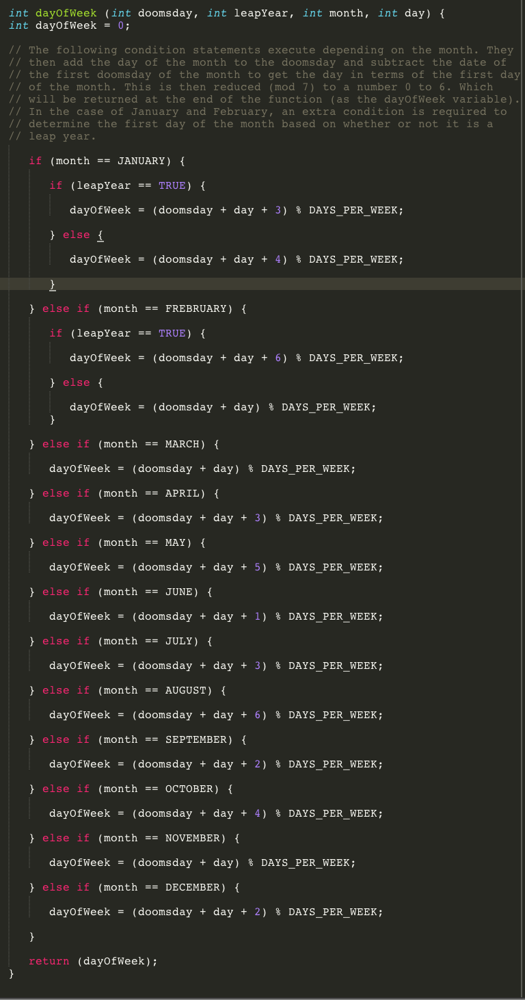 int dayOfWeek (int doomsday, int leapYear, int month, int day) {
int dayOfWeek = 0;
// The following condition statements execute depending on the month. They
// then add the day of the month to the doomsday and subtract the date of
// the first doomsday of the month to get the day in terms of the first day
// of the month. This is then reduced (mod 7) to a number 0 to 6. Which
// will be returned at the end of the function (as the dayOfWeek variable).
// In the case of January and February, an extra condition is required to
// determine the first day of the month based on whether or not it is a
// leap year.
if (month == JANUARY) {
if (leapYear == TRUE) {
dayOfWeek = (doomsday + day + 3) % DAYS_PER_WEEK;
} else {
dayOfWeek = (doomsday + day + 4) % DAYS_PER_WEEK;
}
} else if (month == FREBRUARY) {
if (leapYear == TRUE) {
dayOfWeek = (doomsday + day + 6) % DAYS_PER_WEEK;
} else {
dayOfWeek = (doomsday + day) % DAYS_PER_WEEK;
}
} else if (month == MARCH) {
dayOfWeek = (doomsday + day) % DAYS_PER_WEEK;
} else if (month == APRIL) {
dayOfWeek = (doomsday + day + 3) % DAYS_PER_WEEK;
} else if (month == MAY) {
dayOfWeek = (doomsday + day + 5) % DAYS_PER_WEEK;
} else if (month == JUNE) {
dayOfWeek = (doomsday + day + 1) % DAYS_PER_WEEK;
} else if (month == JULY) {
dayOfWeek = (doomsday + day + 3) % DAYS_PER_WEEK;
} else if (month == AUGUST) {
dayOfWeek = (doomsday + day + 6) % DAYS_PER_WEEK;
} else if (month == SEPTEMBER) {
dayOfWeek = (doomsday + day + 2) % DAYS_PER_WEEK;
} else if (month == OCTOBER) {
dayOfWeek = (doomsday + day + 4) % DAYS_PER_WEEK;
} else if (month == NOVEMBER) {
dayOfWeek = (doomsday + day) % DAYS_PER_WEEK;
} else if (month == DECEMBER) {
dayOfWeek = (doomsday + day + 2) % DAYS_PER_WEEK;
}
return (dayOfWeek);
}